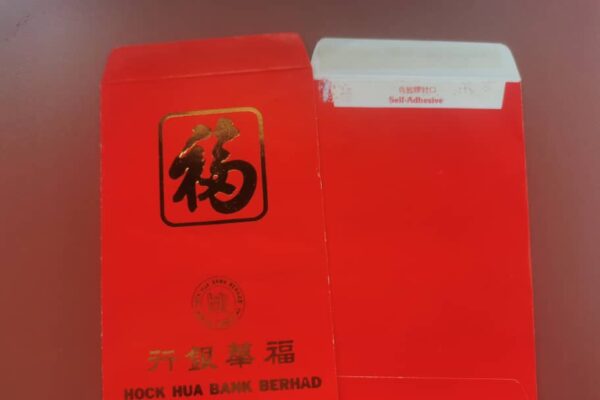 福
福華銀行
HOCK HUA BANK BERHAD
Self-Adhesive